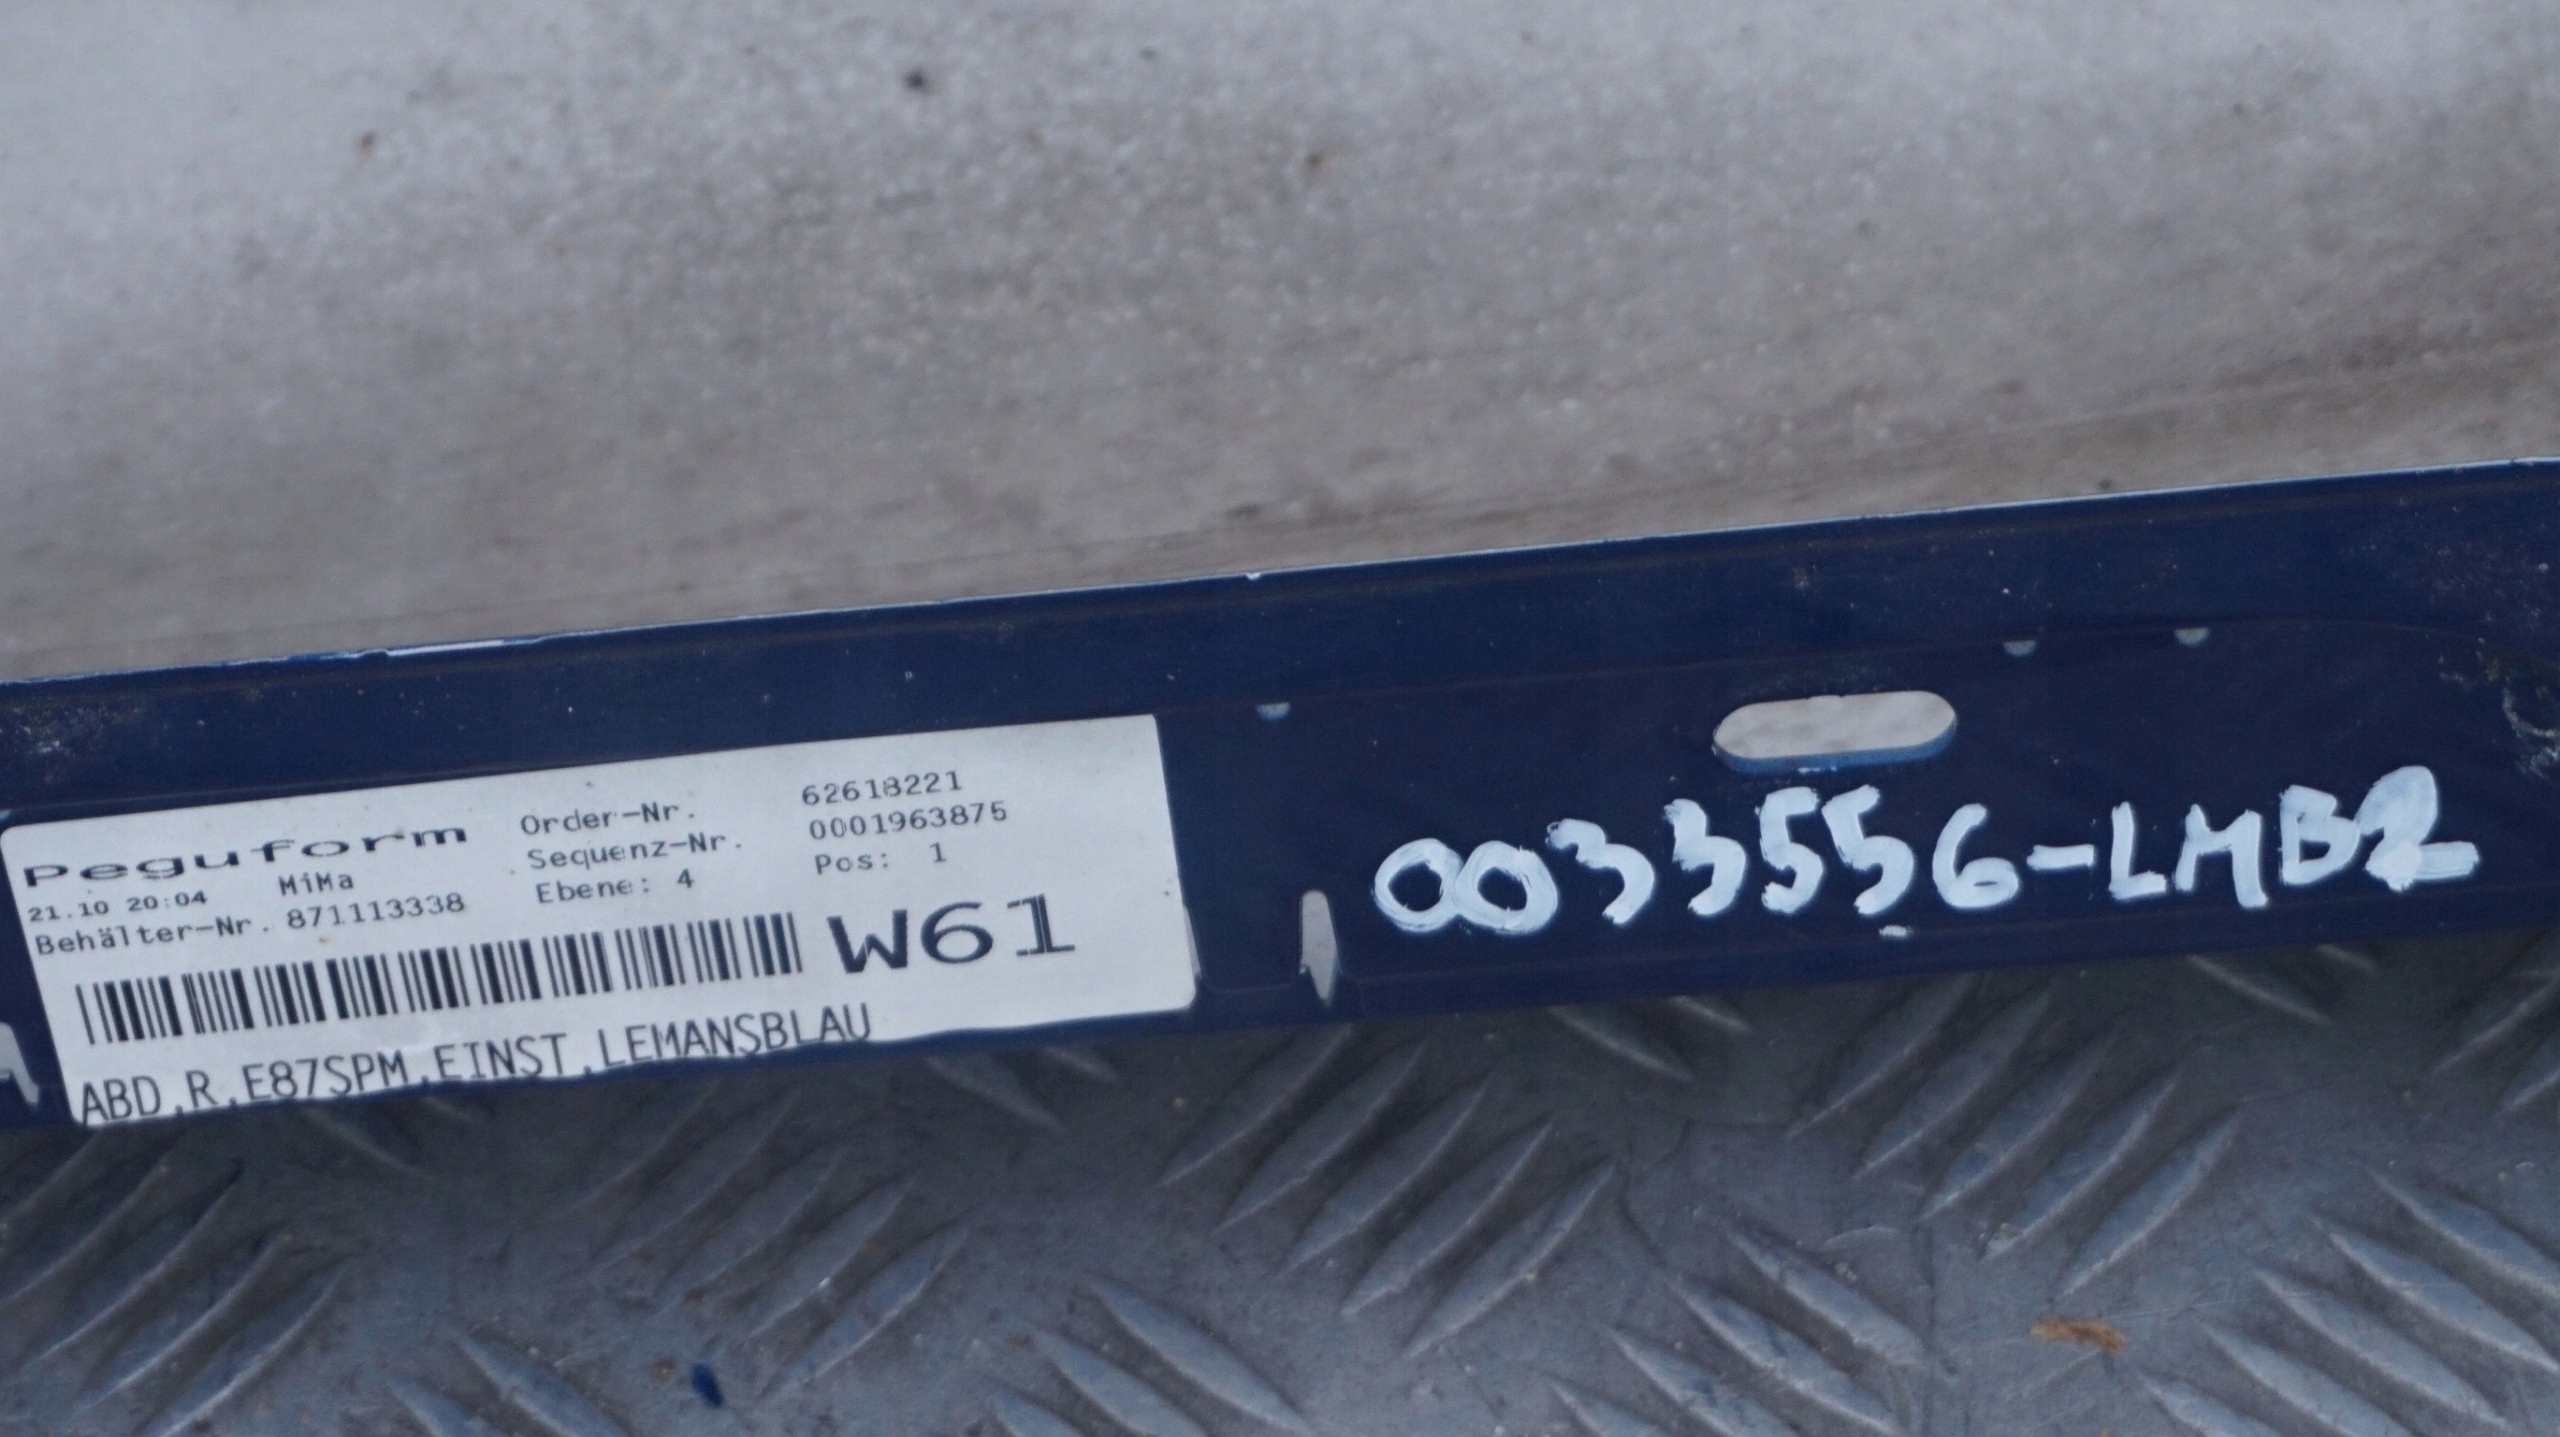 Peguform
21.10 20:04 MiMa
Behälter-Nr. 871113338
Order-Nr. 62618221
Sequenz-Nr. 0001963875
Ebene: 4 Pos: 1
W61
ABD.R.E87SPM.EINST.LEMANSBLAU
0033556-LMB2